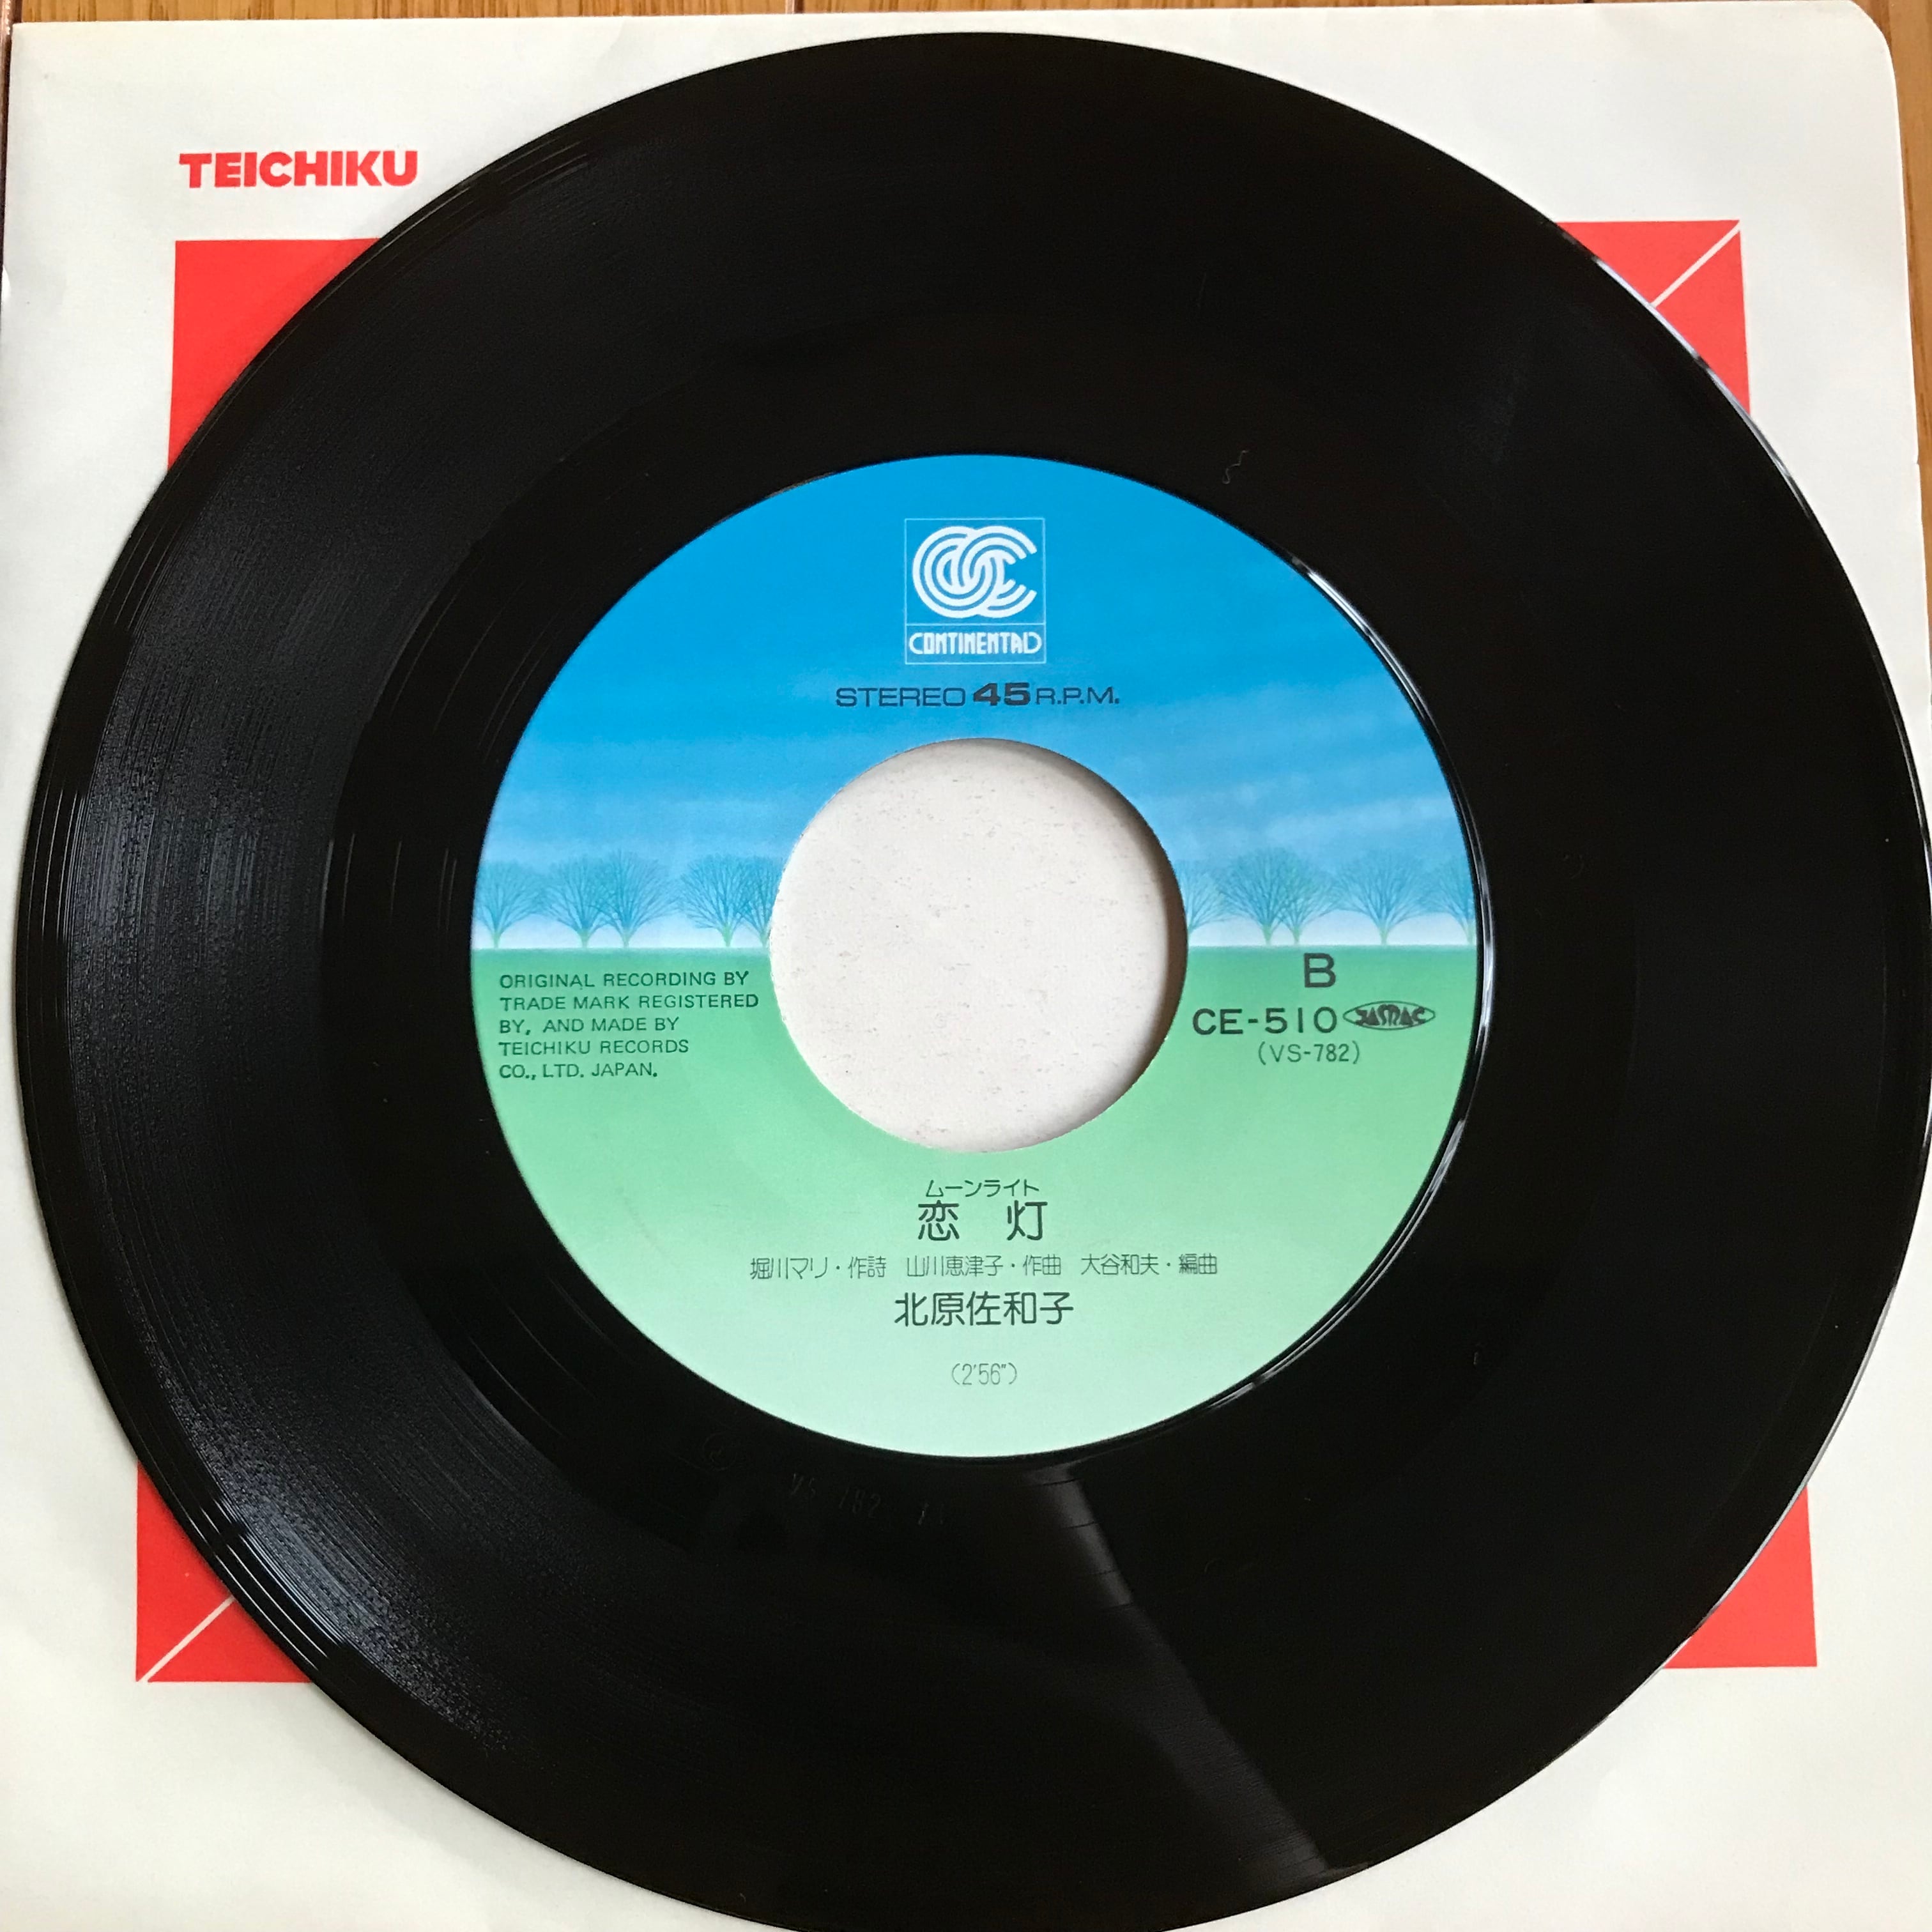 TEICHIKU
CONTINENTAL
STEREO 45 R.P.M.
ORIGINAL RECORDING BY
TRADE MARK REGISTERED
BY, AND MADE BY
TEICHIKU RECORDS
CO., LTD. JAPAN.
B
CE-510 JASRAC
(VS-782)
ムーンライト
恋 灯
堀川マリ・作詩 山川恵津子・作曲 大谷和夫・編曲
北原佐和子
(2'56")